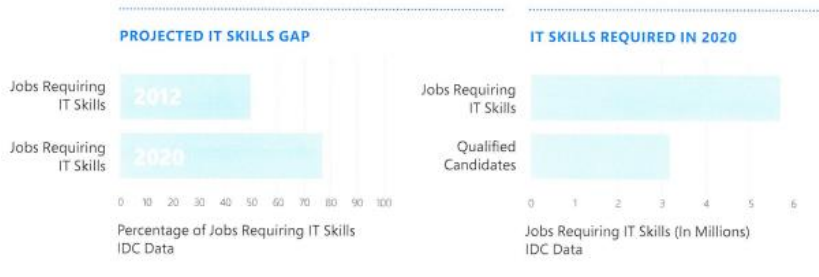 PROJECTED IT SKILLS GAP
Jobs Requiring
IT Skills
2012
Jobs Requiring
IT Skills
2020
0 10 20 30 40 50 60 70 80 90 100
Percentage of Jobs Requiring IT Skills
IDC Data
IT SKILLS REQUIRED IN 2020
Jobs Requiring
IT Skills
Qualified
Candidates
0 1 2 3 4 5 6
Jobs Requiring IT Skills (In Millions)
IDC Data